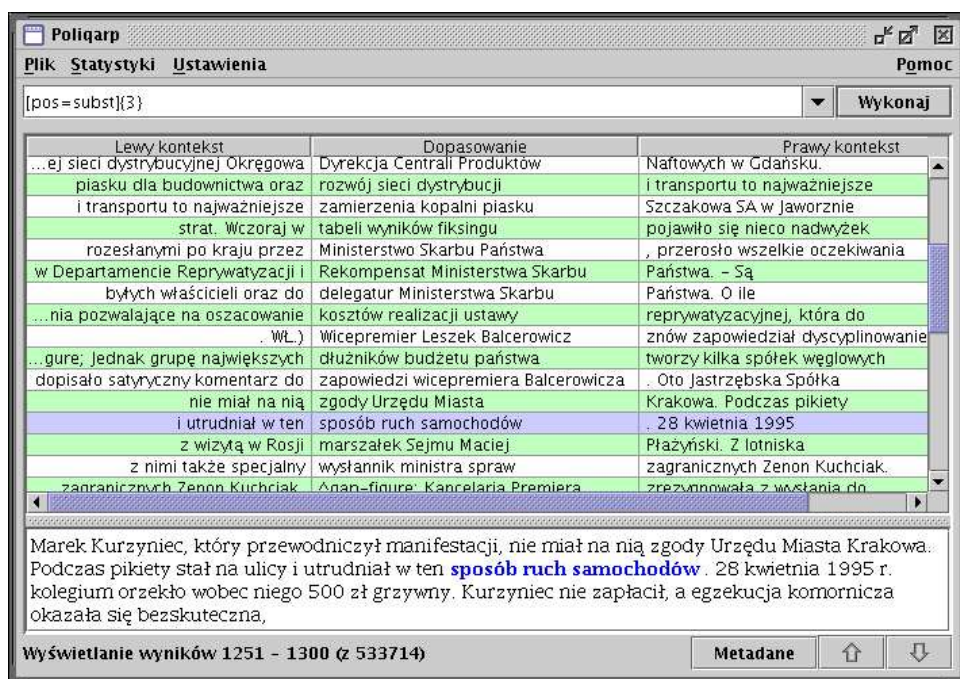 Poliqarp
Plik Statystyki Ustawienia Pomoc
[pos=subst]{3} Wykonaj
Lewy kontekst Dopasowanie Prawy kontekst
...ej sieci dystrybucyjnej Okręgowa Dyrekcja Centrali Produktów Naftowych w Gdańsku.
piasku dla budownictwa oraz rozwój sieci dystrybucji i transportu to najważniejsze
i transportu to najważniejsze zamierzenia kopalni piasku Szczakowa SA w Jaworznie
strat. Wczoraj w tabeli wyników fiksingu pojawiło się nieco nadwyżek
rozesłanymi po kraju przez Ministerstwo Skarbu Państwa , przerosło wszelkie oczekiwania
w Departamencie Reprywatyzacji i Rekompensat Ministerstwa Skarbu Państwa. – Są
byłych właścicieli oraz do delegatur Ministerstwa Skarbu Państwa. O ile
...nia pozwalające na oszacowanie kosztów realizacji ustawy reprywatyzacyjnej, która do
. WŁ.) Wicepremier Leszek Balcerowicz znów zapowiedział dyscyplinowanie
...gure; Jednak grupę największych dłużników budżetu państwa tworzy kilka spółek węglowych
dopisało satyryczny komentarz do zapowiedzi wicepremiera Balcerowicza . Oto Jastrzębska Spółka
nie miał na nią zgody Urzędu Miasta Krakowa. Podczas pikiety
i utrudniał w ten sposób ruch samochodów . 28 kwietnia 1995
z wizytą w Rosji marszałek Sejmu Maciej Płażyński. Z lotniska
z nimi także specjalny wysłannik ministra spraw zagranicznych Zenon Kuchciak.
zagranicznych Zenon Kuchciak. ^gap-figure; Kancelaria Premiera zrezygnowała z wysłania do
Marek Kurzyniec, który przewodniczył manifestacji, nie miał na nią zgody Urzędu Miasta Krakowa.
Podczas pikiety stał na ulicy i utrudniał w ten sposób ruch samochodów . 28 kwietnia 1995 r.
kolegium orzekło wobec niego 500 zł grzywny. Kurzyniec nie zapłacił, a egzekucja komornicza
okazała się bezskuteczna,
Wyświetlanie wyników 1251 – 1300 (z 533714) Metadane